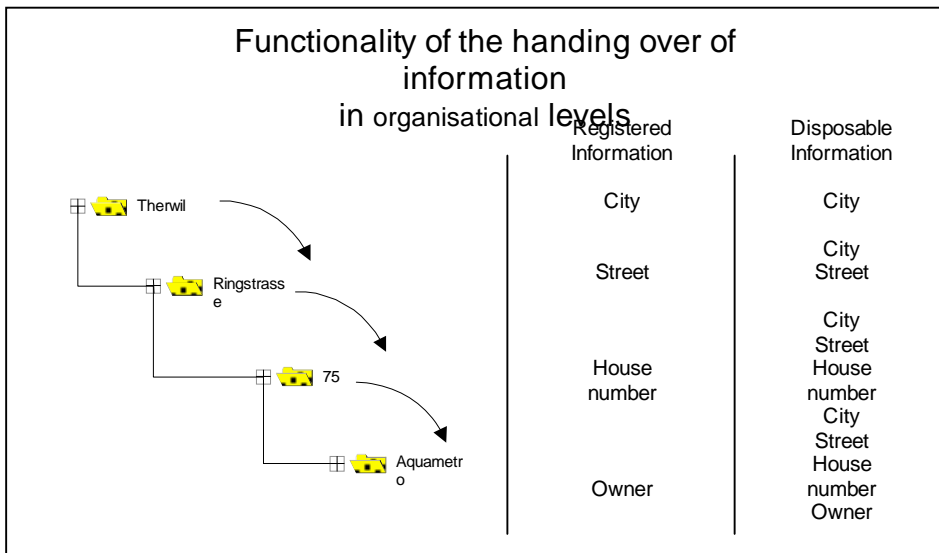 Functionality of the handing over of
information
in organisational levels
Registered
Information
Disposable
Information
Therwil
City
City
Ringstrass
e
Street
City
Street
75
House
number
City
Street
House
number
Aquametr
o
Owner
City
Street
House
number
Owner